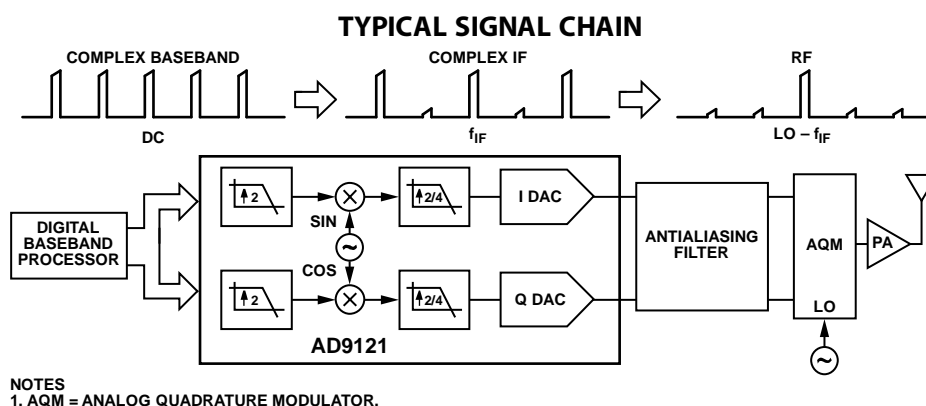 TYPICAL SIGNAL CHAIN
COMPLEX BASEBAND
COMPLEX IF
RF
DC
fIF
LO – fIF
DIGITAL
BASEBAND
PROCESSOR
2
SIN
2/4
I DAC
COS
2
2/4
Q DAC
AD9121
ANTIALIASING
FILTER
AQM
LO
PA
NOTES
1. AQM = ANALOG QUADRATURE MODULATOR.